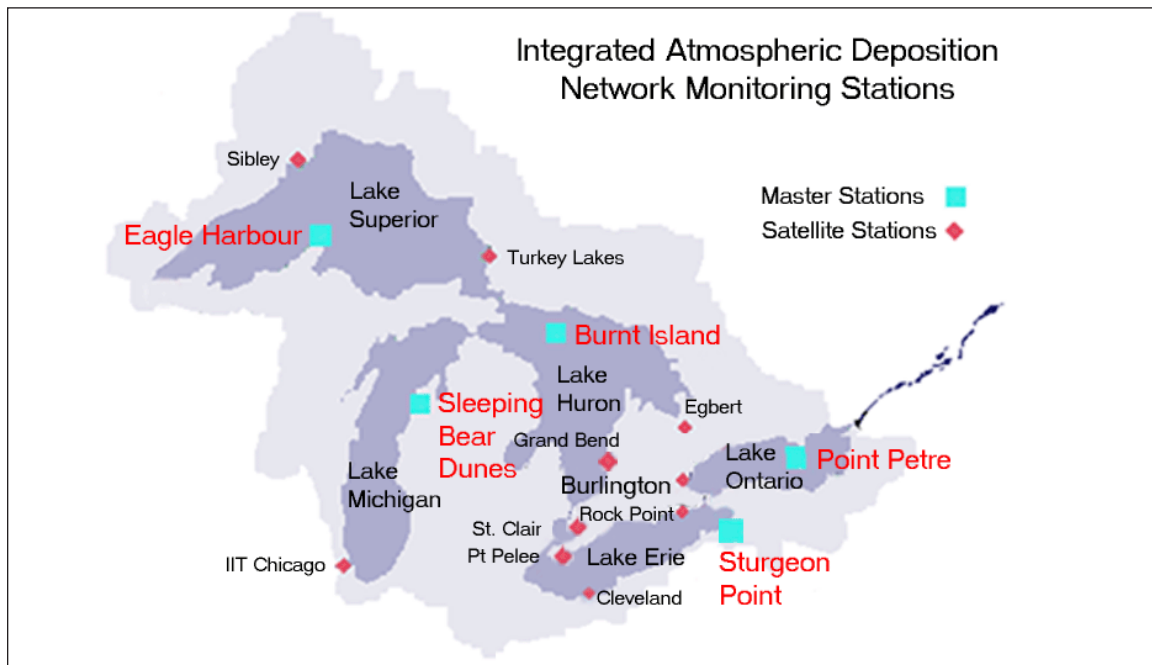 Integrated Atmospheric Deposition
Network Monitoring Stations
Sibley
Lake
Superior
Master Stations
Satellite Stations
Eagle Harbour
Turkey Lakes
Burnt Island
Lake
Huron
Sleeping
Bear
Dunes
Egbert
Grand Bend
Lake
Ontario
Point Petre
Lake
Michigan
Burlington
Rock Point
St. Clair
Pt Pelee
Lake Erie
IIT Chicago
Sturgeon
Point
Cleveland